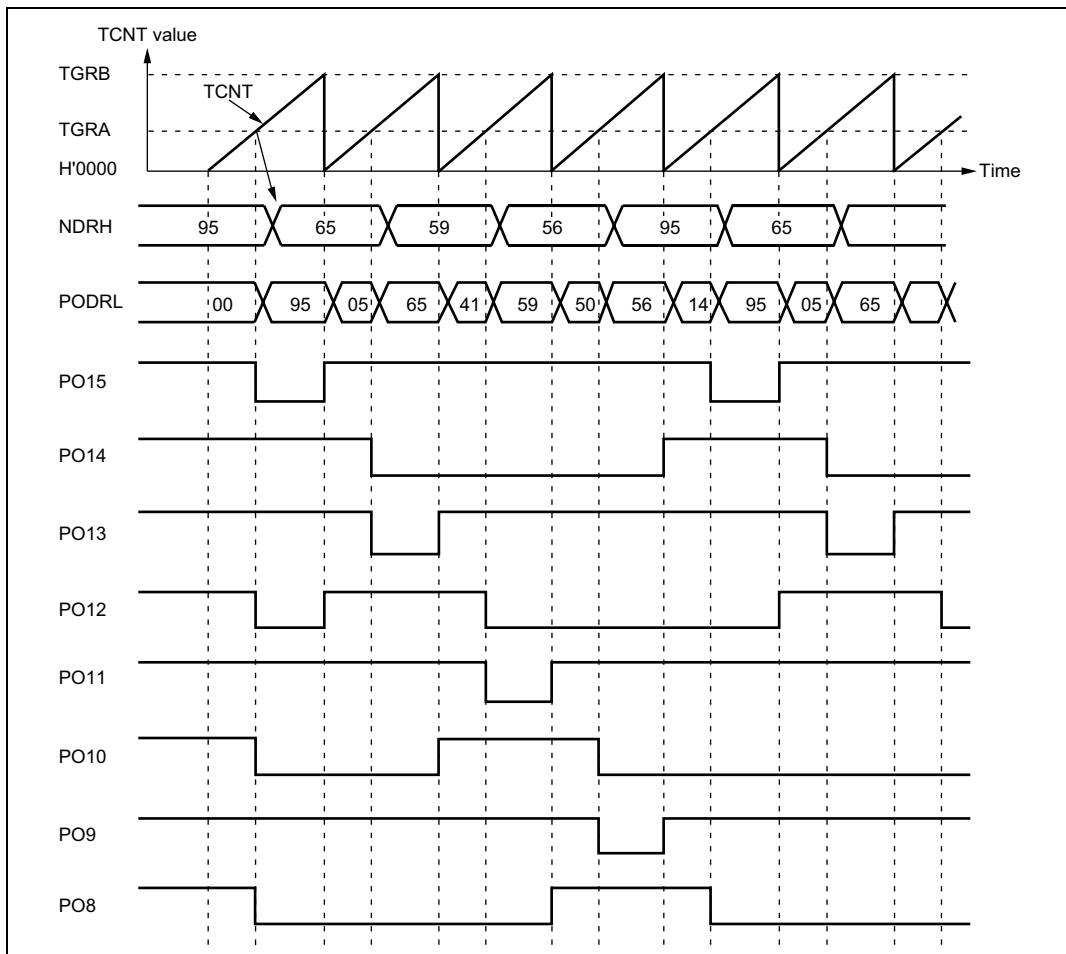 TCNT value
TGRB
TCNT
TGRA
H'0000
Time
NDRH 95 65 59 56 95 65
PODRL 00 95 05 65 41 59 50 56 14 95 05 65
PO15
PO14
PO13
PO12
PO11
PO10
PO9
PO8